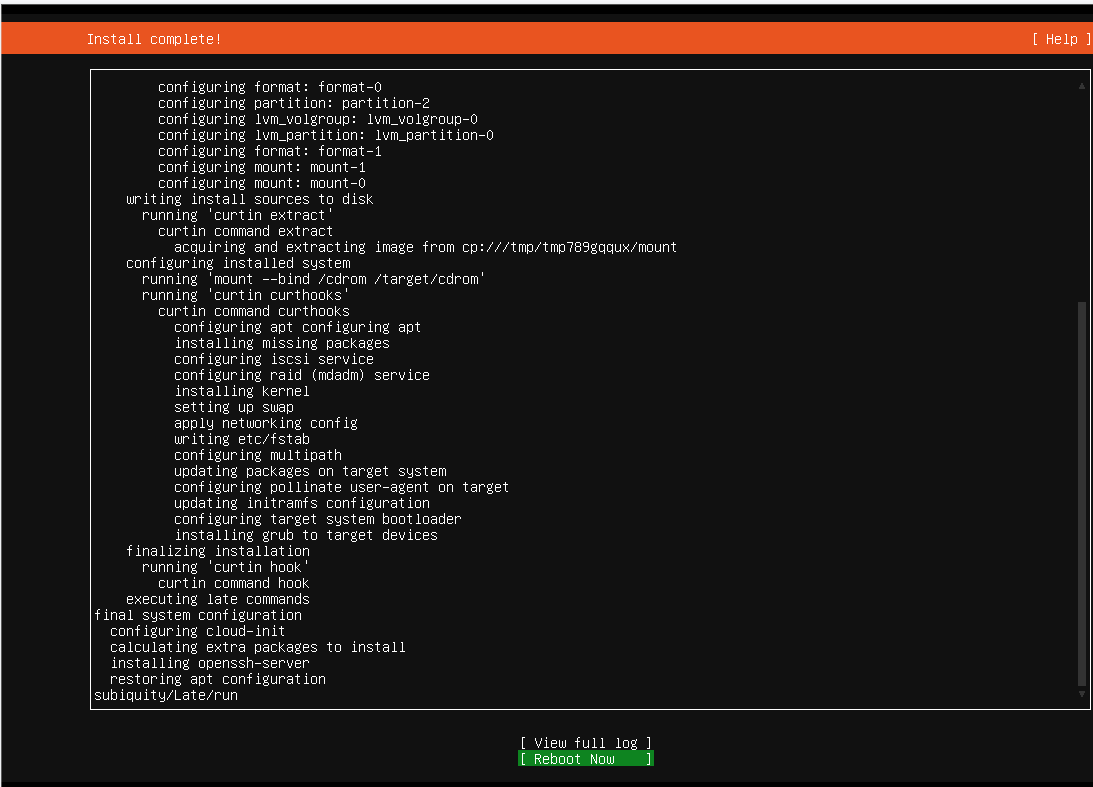 Install complete!
[ Help ]
configuring format: format-0
configuring partition: partition-2
configuring lvm_volgroup: lvm_volgroup-0
configuring lvm_partition: lvm_partition-0
configuring format: format-1
configuring mount: mount-1
configuring mount: mount-0
writing install sources to disk
running 'curtin extract'
curtin command extract
acquiring and extracting image from cp:///tmp/tmp789gqqux/mount
configuring installed system
running 'mount --bind /cdrom /target/cdrom'
running 'curtin curthooks'
curtin command curthooks
configuring apt configuring apt
installing missing packages
configuring iscsi service
configuring raid (mdadm) service
installing kernel
setting up swap
apply networking config
writing etc/fstab
configuring multipath
updating packages on target system
configuring pollinate user-agent on target
updating initramfs configuration
configuring target system bootloader
installing grub to target devices
finalizing installation
running 'curtin hook'
curtin command hook
executing late commands
final system configuration
configuring cloud-init
calculating extra packages to install
installing openssh-server
restoring apt configuration
subiquity/Late/run
[ View full log ]
[ Reboot Now ]